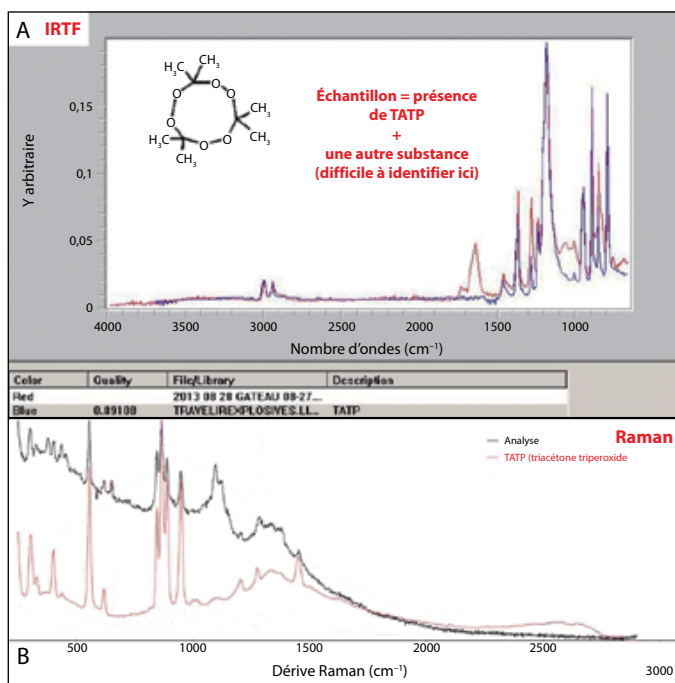 A IRTF
H₃C CH₃
O O
H₃C O O CH₃
O CH₃
O O O
H₃C CH₃
Échantillon = présence
de TATP
+
une autre substance
(difficile à identifier ici)
Y arbitraire
0,15
0,1
0,05
0
4000 3500 3000 2500 2000 1500 1000
Nombre d’ondes (cm⁻¹)
Color Quality File/Library Description
Red 2013 08 28 GATEAU 08-27...
Blue 0.89108 TRAVELIREXPLOSIVES.LL... TATP
Raman
Analyse
TATP (triacétone triperoxide
B
500 1000 1500 2000 2500 3000
Dérive Raman (cm⁻¹)